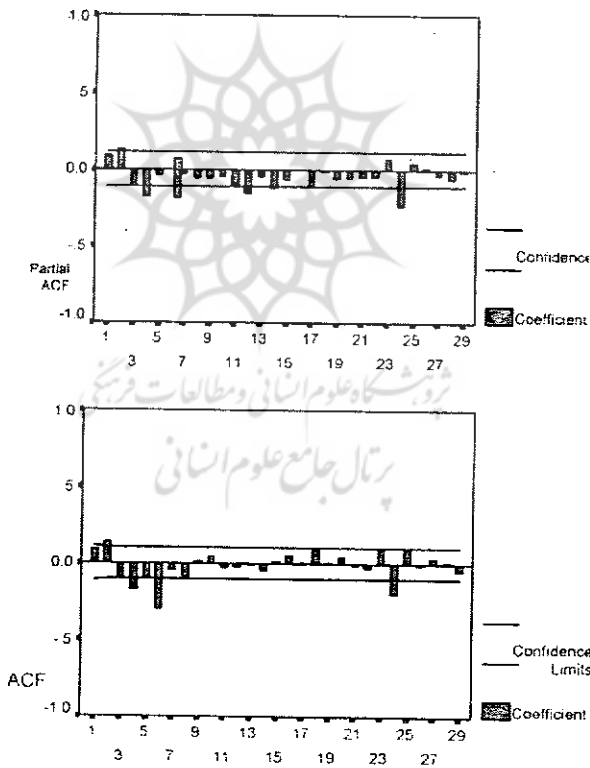 1.0
.5
0.0
-.5
Partial
ACF
-1.0
1 5 9 13 17 21 25 29
3 7 11 15 19 23 27
Confidence
Coefficient
پژوهشگاه علوم انسانی و مطالعات فرهنگی
پرتال جامع علوم انسانی
1 0
5
0.0
-.5
ACF
-1 0
1 5 9 13 17 21 25 29
3 7 11 15 19 23 27
Confidence
Limits
Coefficient